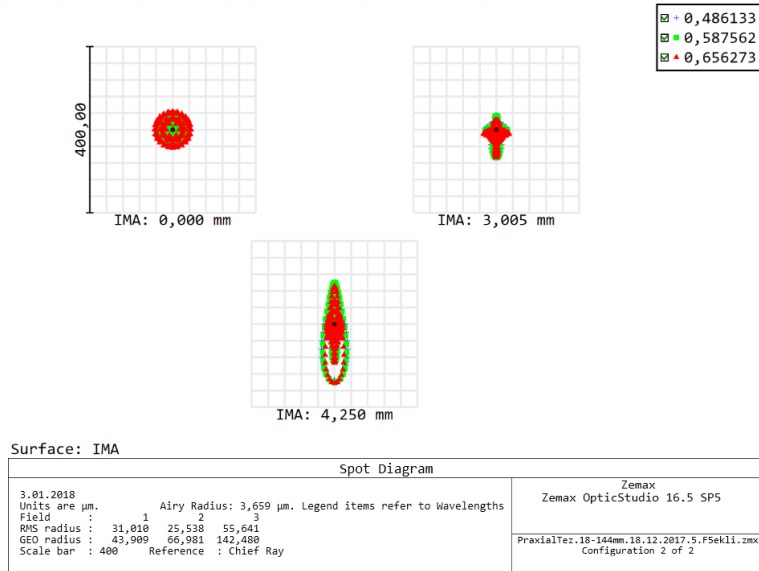 + 0,486133
0,587562
0,656273
400,00
IMA: 0,000 mm
IMA: 3,005 mm
IMA: 4,250 mm
Surface: IMA
Spot Diagram
3.01.2018
Units are µm. Airy Radius: 3,659 µm. Legend items refer to Wavelengths
Field : 1 2 3
RMS radius : 31,010 25,538 55,641
GEO radius : 43,909 66,981 142,480
Scale bar : 400 Reference : Chief Ray
Zemax
Zemax OpticStudio 16.5 SP5
PraxialTez.18-144mm.18.12.2017.5.F5ekli.zmx
Configuration 2 of 2